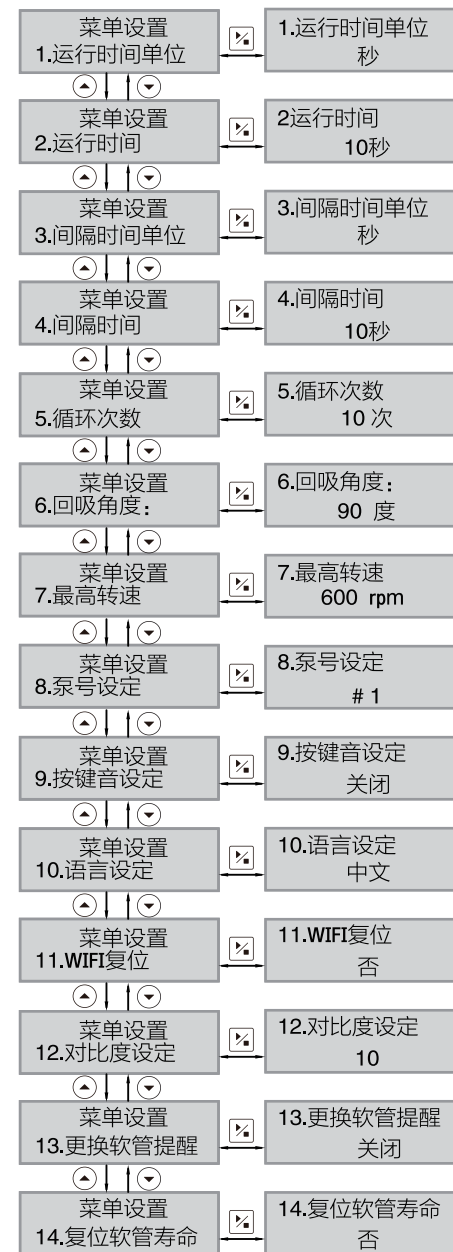 菜单设置
1.运行时间单位
1.运行时间单位
秒
菜单设置
2.运行时间
2运行时间
10秒
菜单设置
3.间隔时间单位
3.间隔时间单位
秒
菜单设置
4.间隔时间
4.间隔时间
10秒
菜单设置
5.循环次数
5.循环次数
10 次
菜单设置
6.回吸角度:
6.回吸角度:
90 度
菜单设置
7.最高转速
7.最高转速
600 rpm
菜单设置
8.泵号设定
8.泵号设定
# 1
菜单设置
9.按键音设定
9.按键音设定
关闭
菜单设置
10.语言设定
10.语言设定
中文
菜单设置
11.WIFI复位
11.WIFI复位
否
菜单设置
12.对比度设定
12.对比度设定
10
菜单设置
13.更换软管提醒
13.更换软管提醒
关闭
菜单设置
14.复位软管寿命
14.复位软管寿命
否